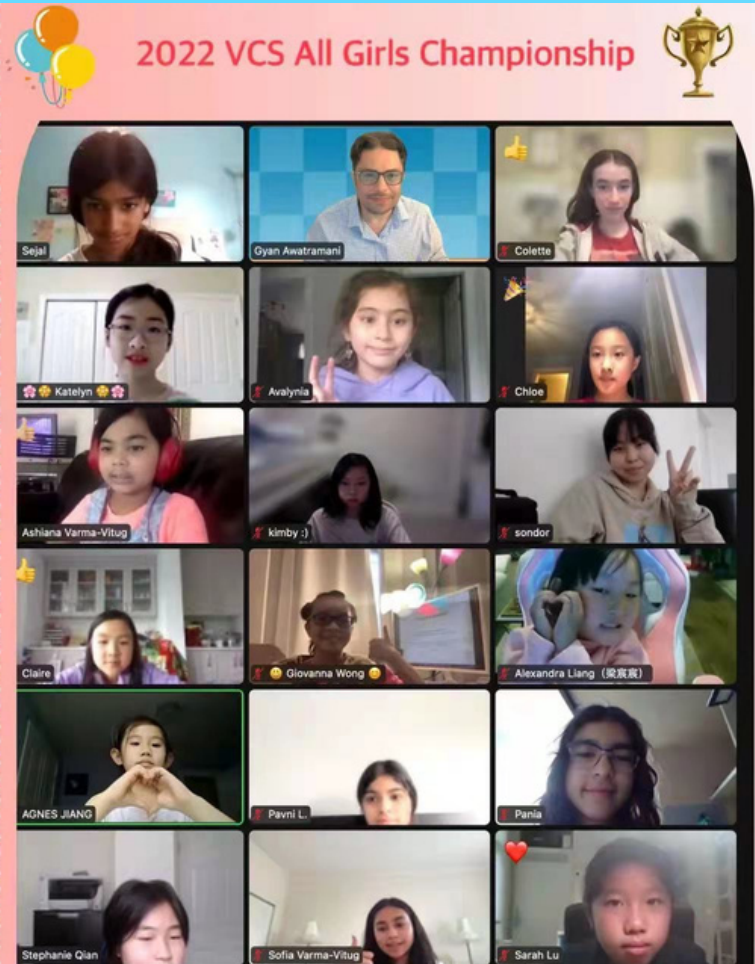 2022 VCS All Girls Championship
Sejal
Gyan Awatramani
Colette
🌸🌼 Katelyn 🌼🌸
Avalynia
Chloe
Ashiana Varma-Vitug
kimby :)
sondor
Claire
😀 Giovanna Wong 😊
Alexandra Liang（梁宸宸）
AGNES JIANG
Pavni L.
Pania
Stephanie Qian
Sofia Varma-Vitug
Sarah Lu